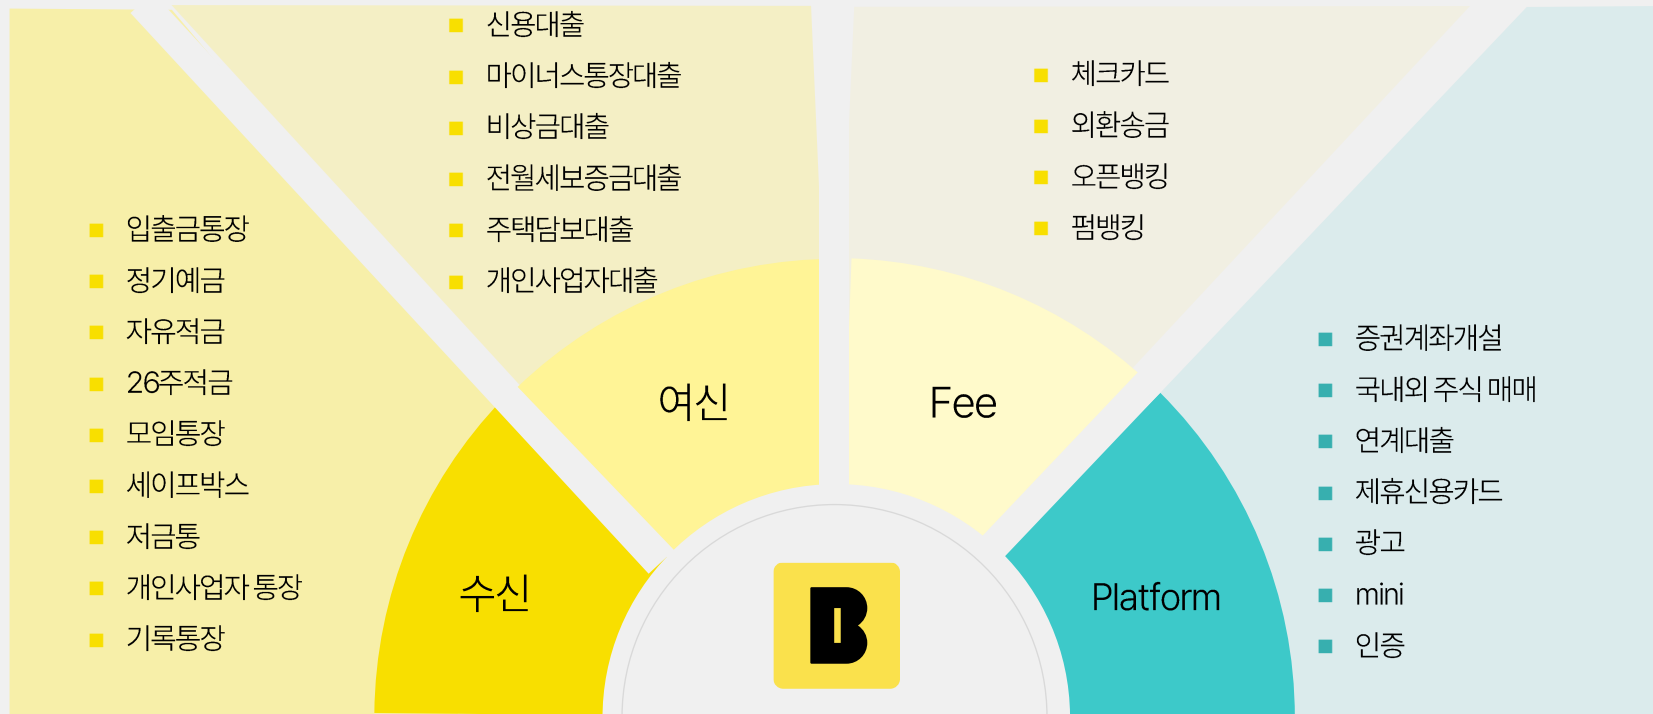 입출금통장
정기예금
자유적금
26주적금
모임통장
세이프박스
저금통
개인사업자 통장
기록통장
수신
신용대출
마이너스통장대출
비상금대출
전월세보증금대출
주택담보대출
개인사업자대출
여신
체크카드
외환송금
오픈뱅킹
펌뱅킹
Fee
증권계좌개설
국내외 주식 매매
연계대출
제휴신용카드
광고
mini
인증
Platform
B